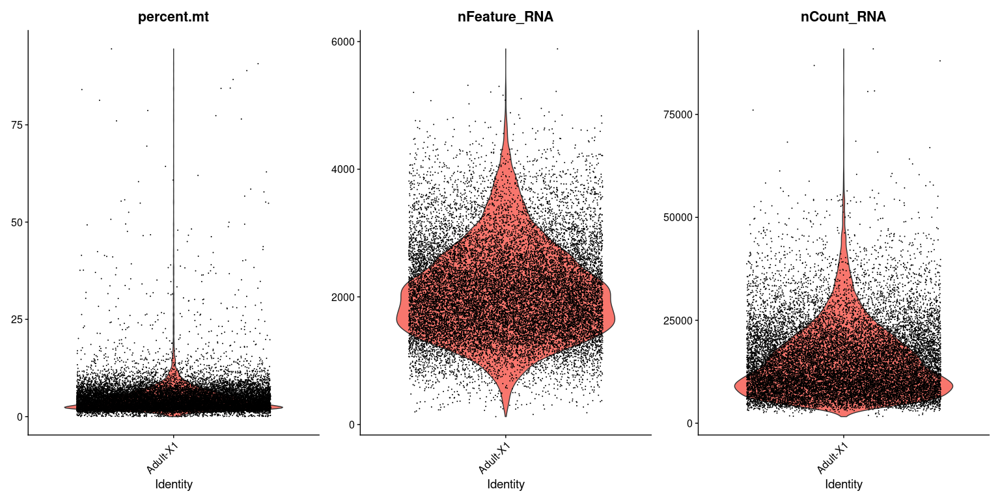 percent.mt
75
50
25
0
Adult-X1
Identity
nFeature_RNA
6000
4000
2000
0
Adult-X1
Identity
nCount_RNA
75000
50000
25000
0
Adult-X1
Identity